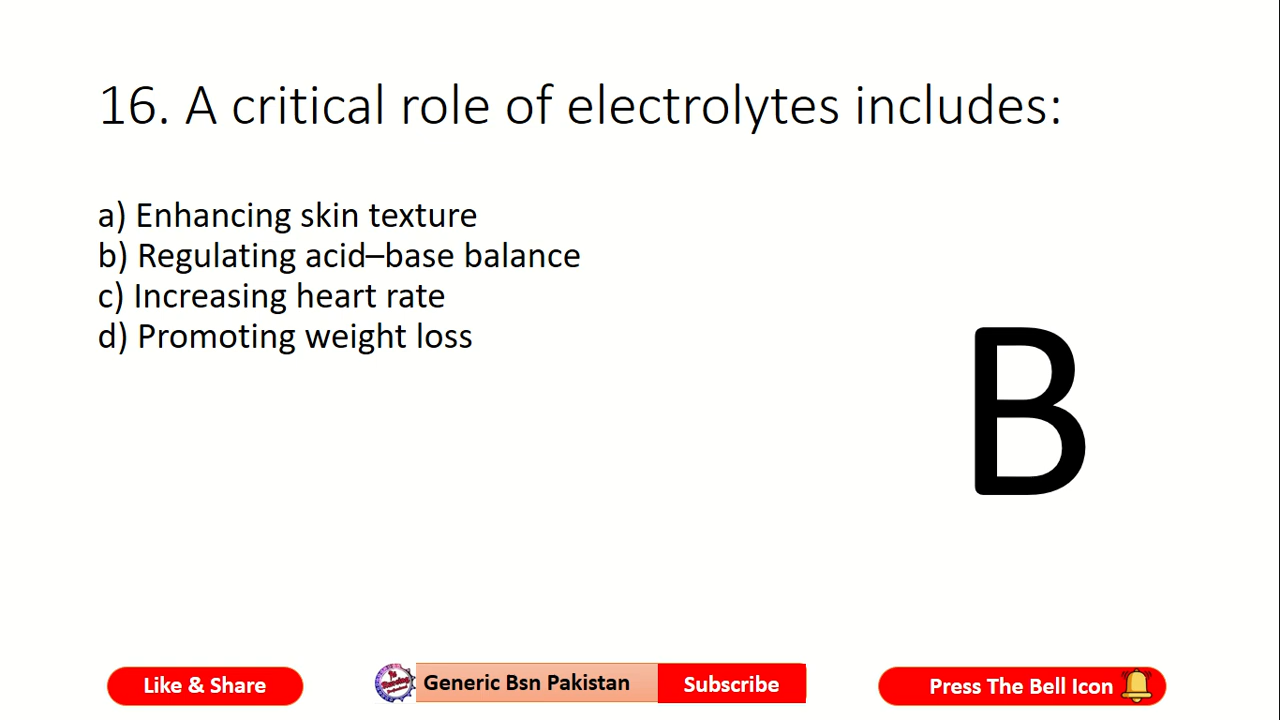 16. A critical role of electrolytes includes:
a) Enhancing skin texture
b) Regulating acid–base balance
c) Increasing heart rate
d) Promoting weight loss
B
Like & Share
Generic Bsn Pakistan
Subscribe
Press The Bell Icon